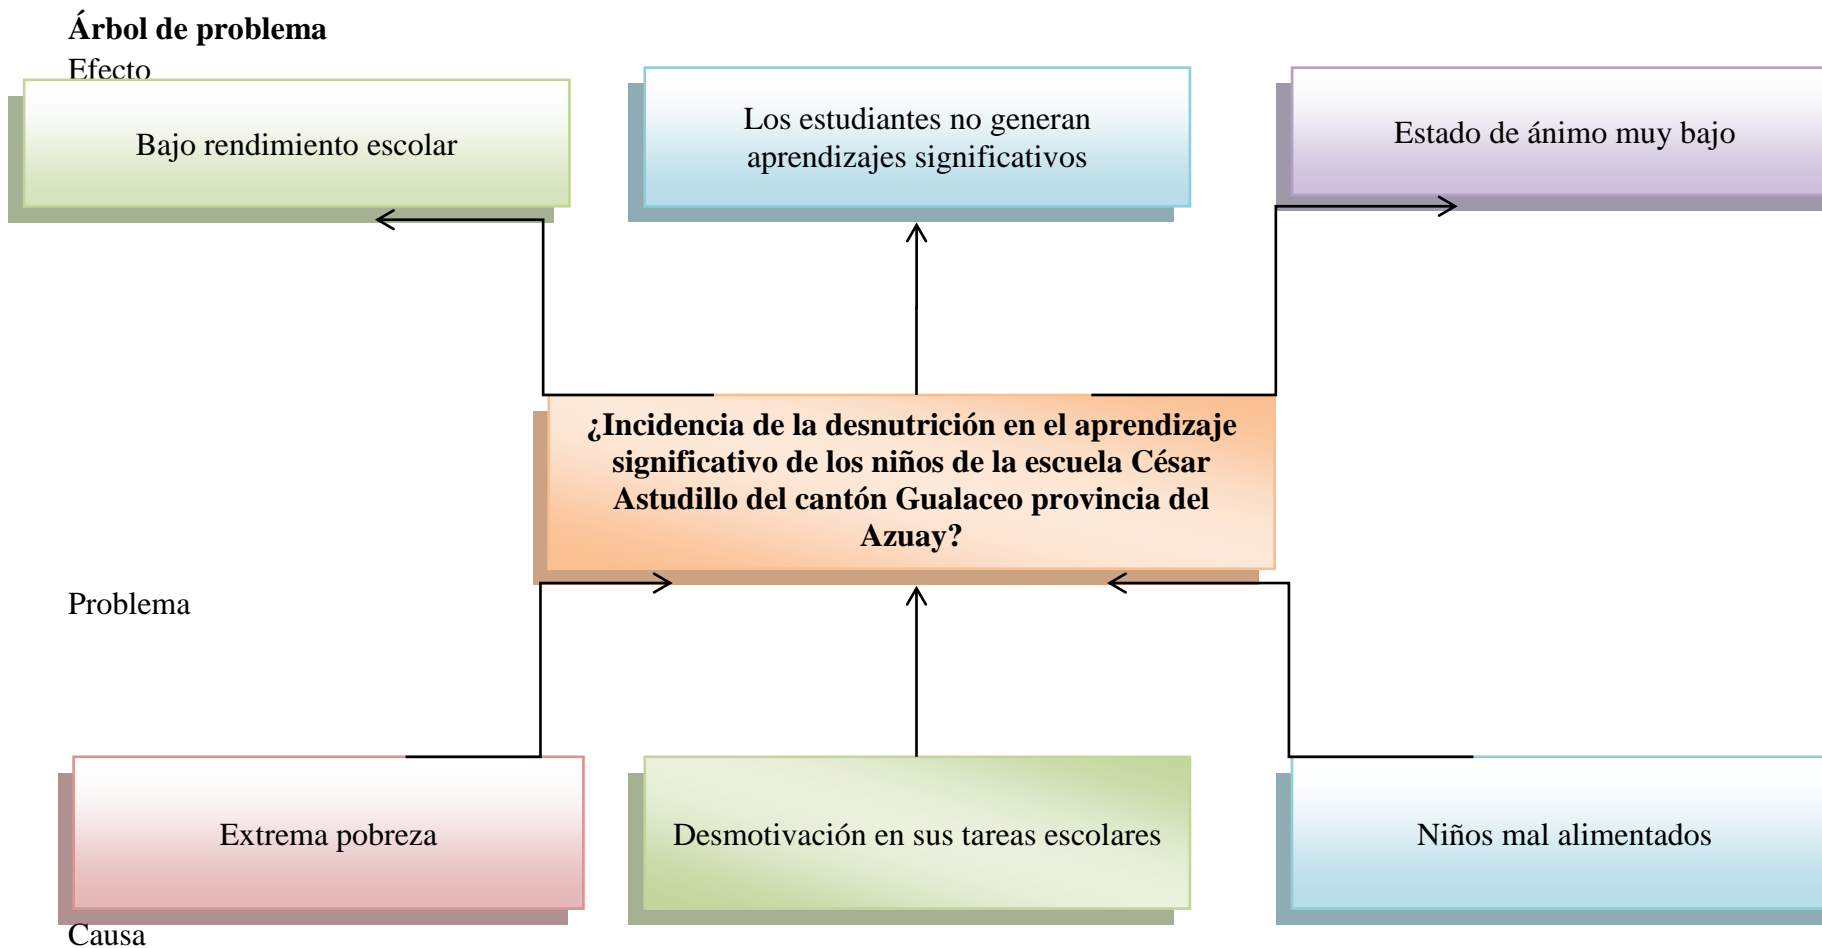 Árbol de problema
Efecto
Bajo rendimiento escolar
Los estudiantes no generan
aprendizajes significativos
Estado de ánimo muy bajo
¿Incidencia de la desnutrición en el aprendizaje
significativo de los niños de la escuela César
Astudillo del cantón Gualaceo provincia del
Azuay?
Problema
Extrema pobreza
Desmotivación en sus tareas escolares
Niños mal alimentados
Causa